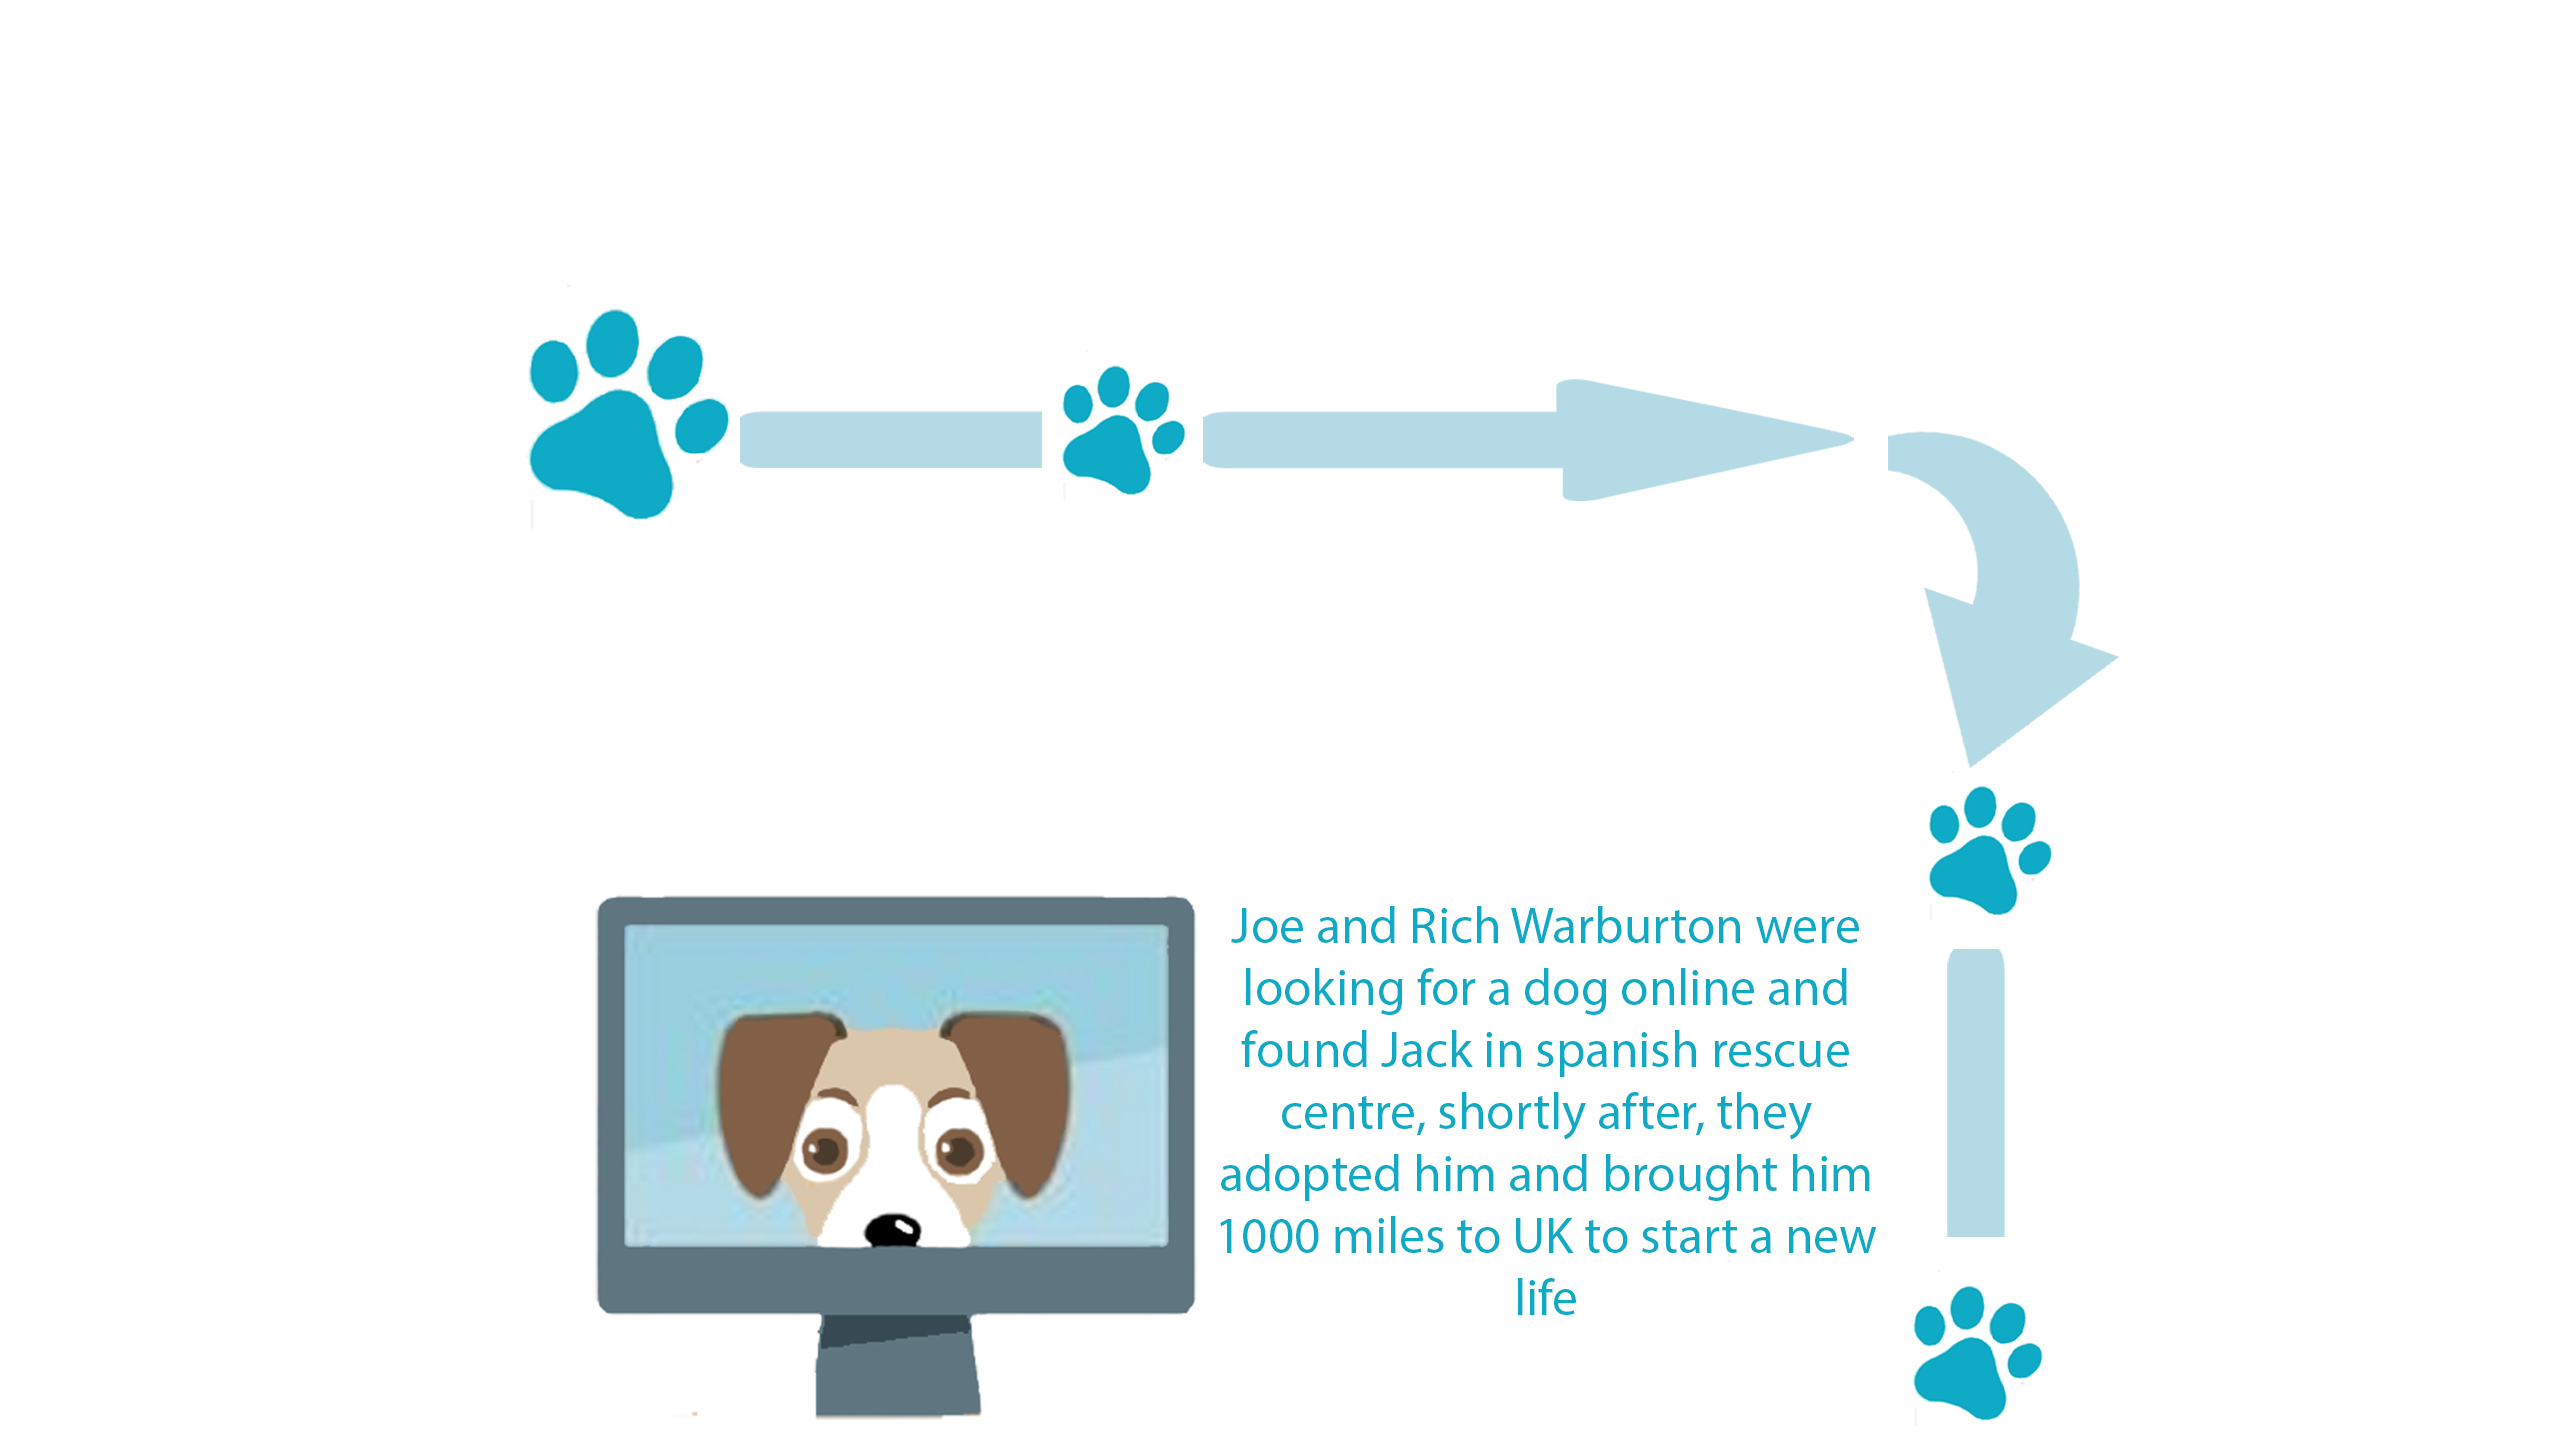 Joe and Rich Warburton were
looking for a dog online and
found Jack in spanish rescue
centre, shortly after, they
adopted him and brought him
1000 miles to UK to start a new
life